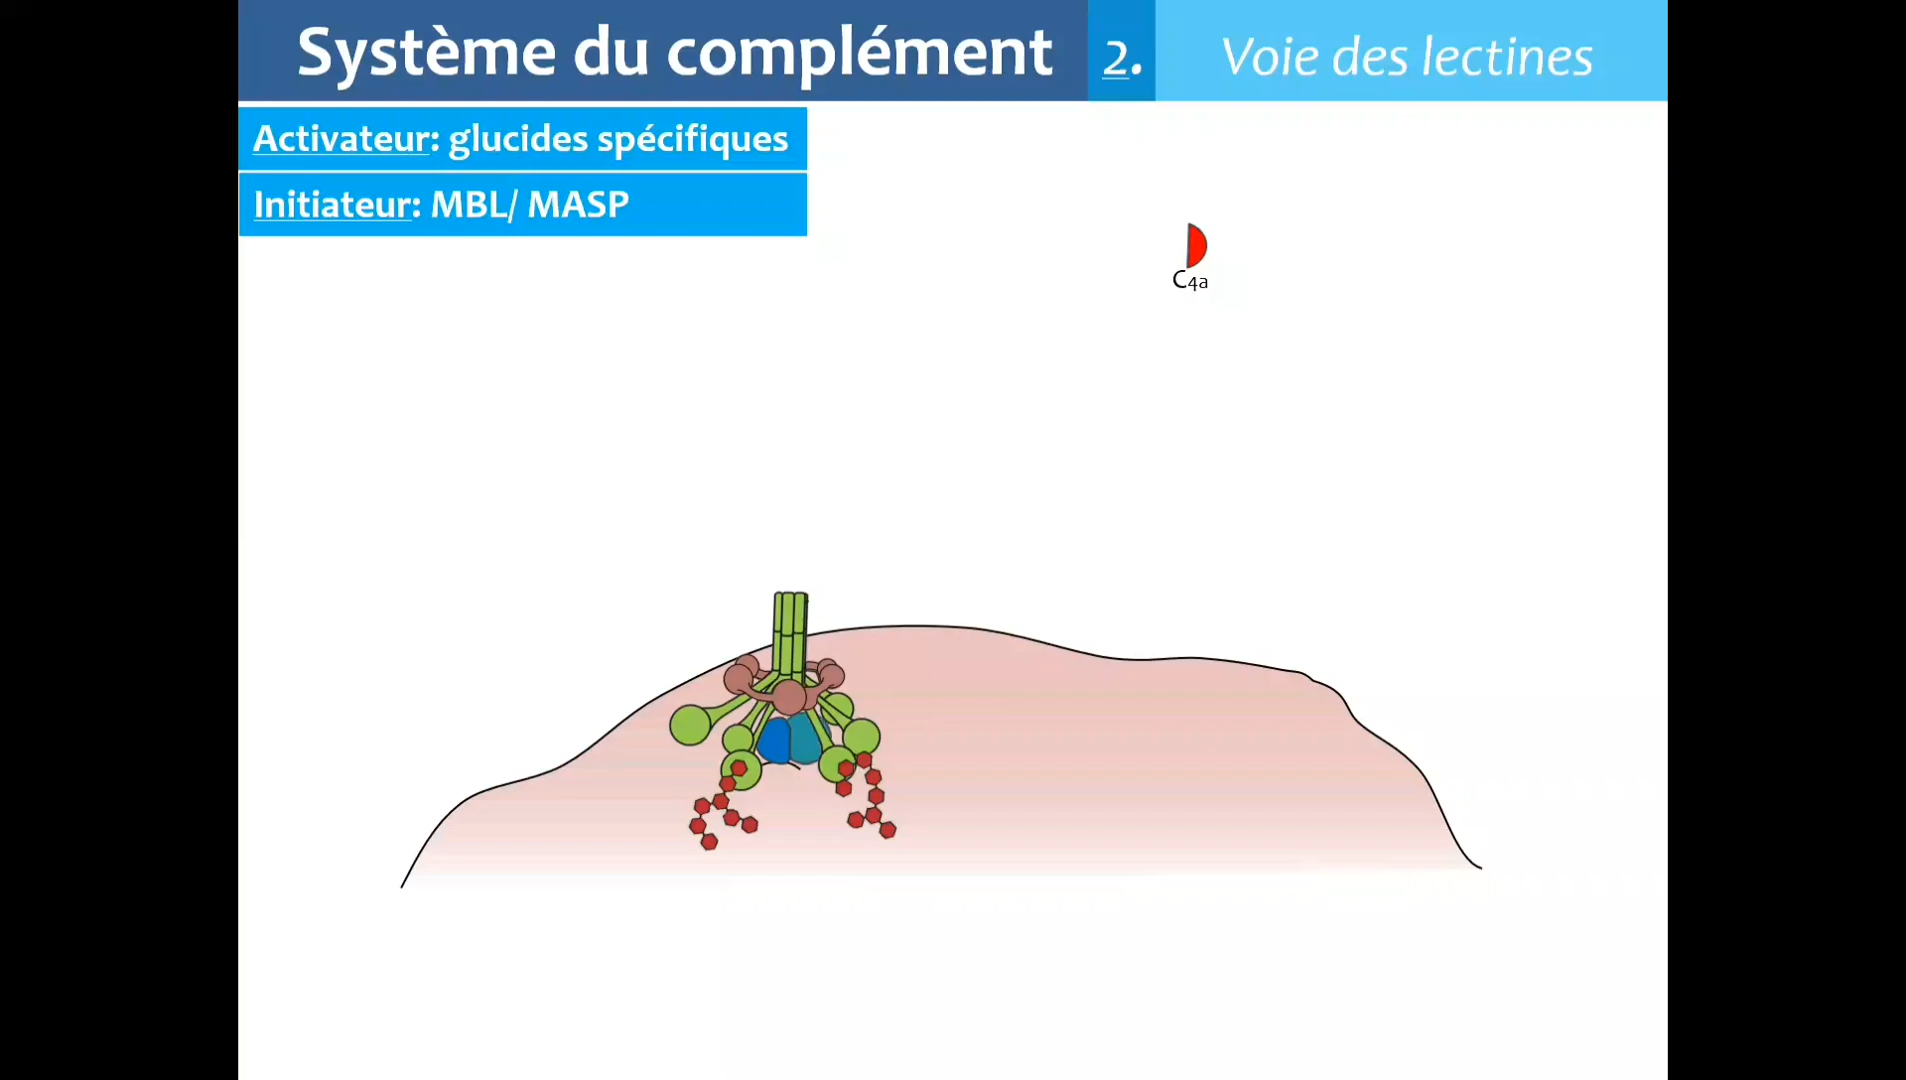 Système du complément 2. Voie des lectines
Activateur: glucides spécifiques
Initiateur: MBL/ MASP
C4a